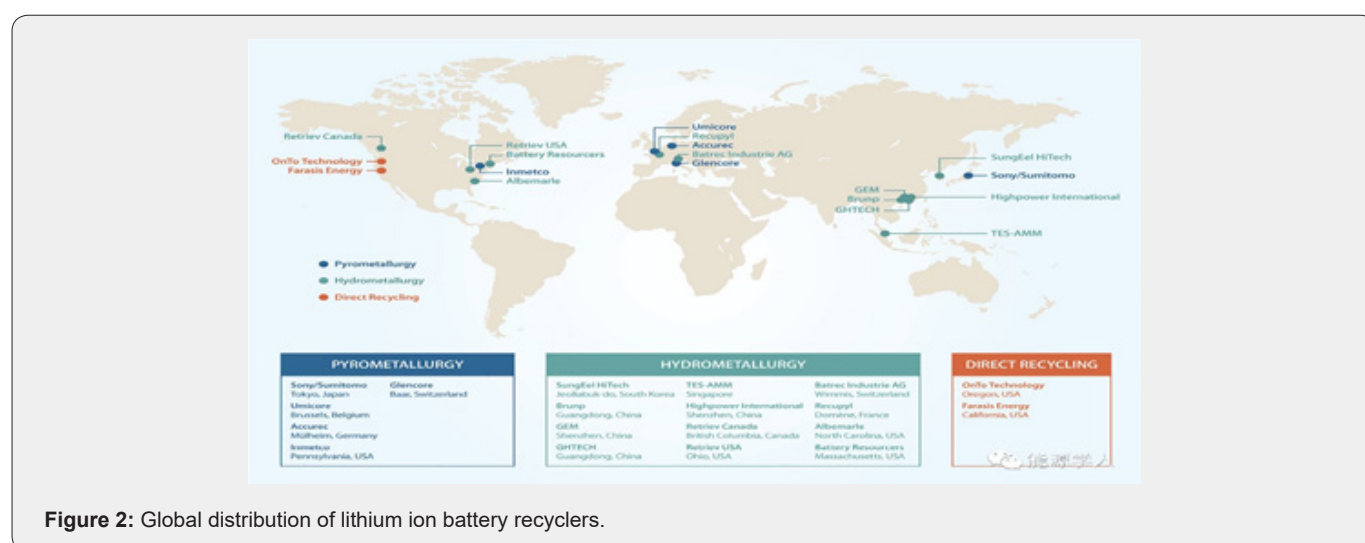 Umicore
Recupyl
Accurec
Batrec Industrie AG
Glencore
Retriev Canada
OnTo Technology
Farasis Energy
Retriev USA
Battery Resourcers
Inmetco
Albemarle
SungEel HiTech
Sony/Sumitomo
GEM
Brunp
GHTECH
Highpower International
TES-AMM
Pyrometallurgy
Hydrometallurgy
Direct Recycling
PYROMETALLURGY
Sony/Sumitomo
Tokyo, Japan
Umicore
Brussels, Belgium
Accurec
Inmetco
Pennsylvania, USA
Glencore
Baar, Switzerland
HYDROMETALLURGY
SungEel HiTech
Jeollabuk-do, South Korea
Brunp
Guangdong, China
GEM
Shenzhen, China
GHTECH
Guangdong, China
TES-AMM
Singapore
Highpower International
Shenzhen, China
Retriev Canada
British Columbia, Canada
Retriev USA
Ohio, USA
Batrec Industrie AG
Wimmis, Switzerland
Recupyl
Domène, France
Albemarle
North Carolina, USA
Battery Resourcers
Massachusetts, USA
DIRECT RECYCLING
OnTo Technology
Oregon, USA
Farasis Energy
California, USA
能源学人
Figure 2: Global distribution of lithium ion battery recyclers.